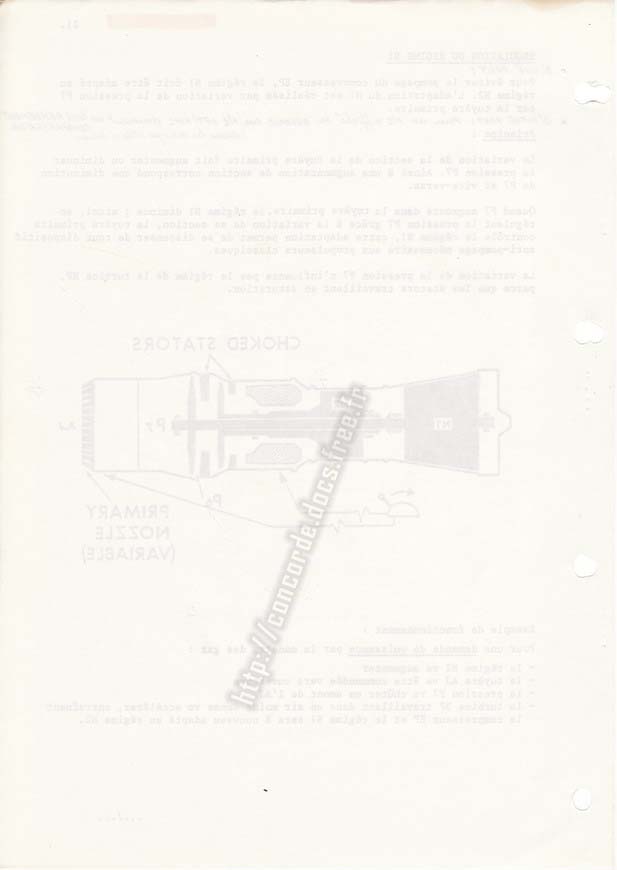 21.
REGULATION DU REGIME N1
Pour éviter le pompage du compresseur BP, le régime N1 doit être adapté au
régime N2; l'adaptation du N1 est réalisée par variation de la pression P7
sur la tuyère primaire.
Principe :
La variation de la section de la tuyère primaire fait augmenter ou diminuer
la pression P7. Ainsi à une augmentation de section correspond une diminution
de P7 et vice-versa.
Quand P7 augmente dans la tuyère primaire, le régime N1 diminue ; ainsi, en
régulant la pression P7 grâce à la variation de sa section, la tuyère primaire
contrôle le régime N1, cette adaptation permet de se dispenser de tout dispositif
anti-pompage nécessaire aux propulseurs classiques.
La variation de la pression P7 n'influence pas le régime de la turbine HP,
parce que les stators travaillent en saturation.
CHOKED STATORS
N1
P7
PRIMARY
NOZZLE
(VARIABLE)
http://concorde.docs.free.fr
Exemple de fonctionnement :
Pour une demande de puissance par la manette des gaz :
- le régime N2 va augmenter
- la tuyère AJ va être commandée vers
- la pression P7 va chûter en amont de
- la turbine BP travaillant dans un air moins dense va accélérer, entraînant
le compresseur BP et le régime N1 sera à nouveau adapté au régime N2.
.../...